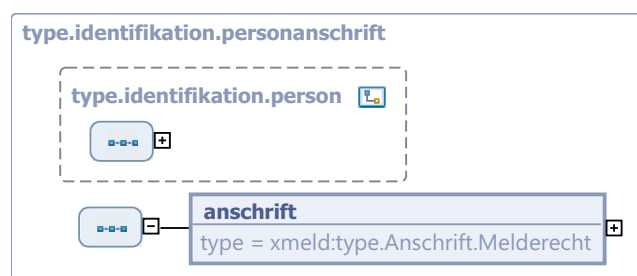 type.identifikation.personanschrift
type.identifikation.person
anschrift
type = xmeld:type.Anschrift.Melderecht